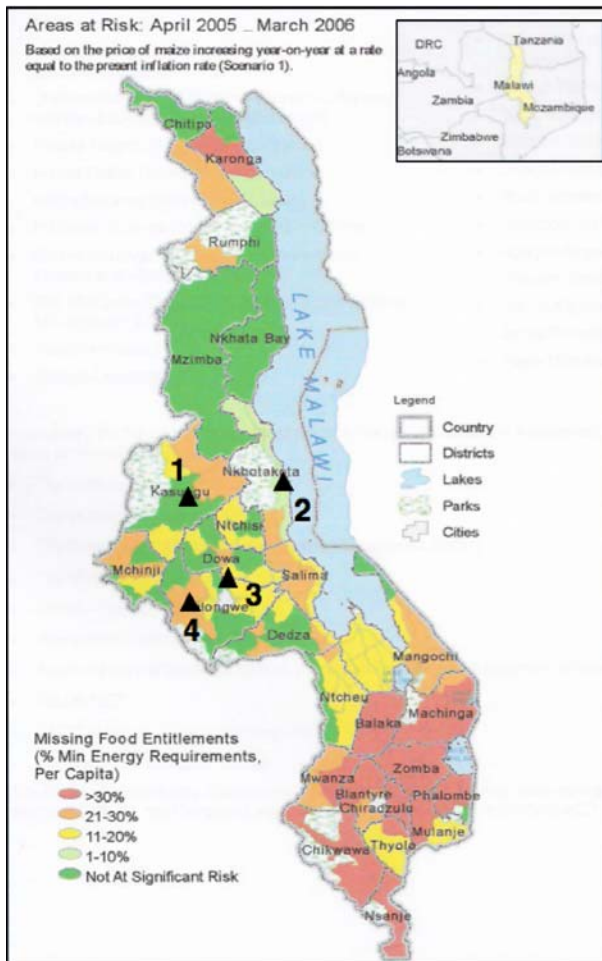 Areas at Risk: April 2005 _ March 2006
Based on the price of maize increasing year-on-year at a rate
equal to the present inflation rate (Scenario 1).
DRC
Tanzania
Angola
Malawi
Zambia
Mozambique
Zimbabwe
Botswana
Chitipa
Karonga
Rumphi
LAKE MALAWI
Nkhata Bay
Mzimba
Legend
Country
Districts
Lakes
Parks
Cities
1
Nkhotakota
Kasungu
2
Ntchisi
Dowa
Mchinji
Salima
3
4
ilongwe
Dedza
Mangochi
Ntcheu
Machinga
Balaka
Missing Food Entitlements
(% Min Energy Requirements,
Per Capita)
>30%
21-30%
11-20%
1-10%
Not At Significant Risk
Zomba
Mwanza
Blantyre
Phalombe
Chiradzulu
Mulanje
Chikwawa
Thyolo
Nsanje